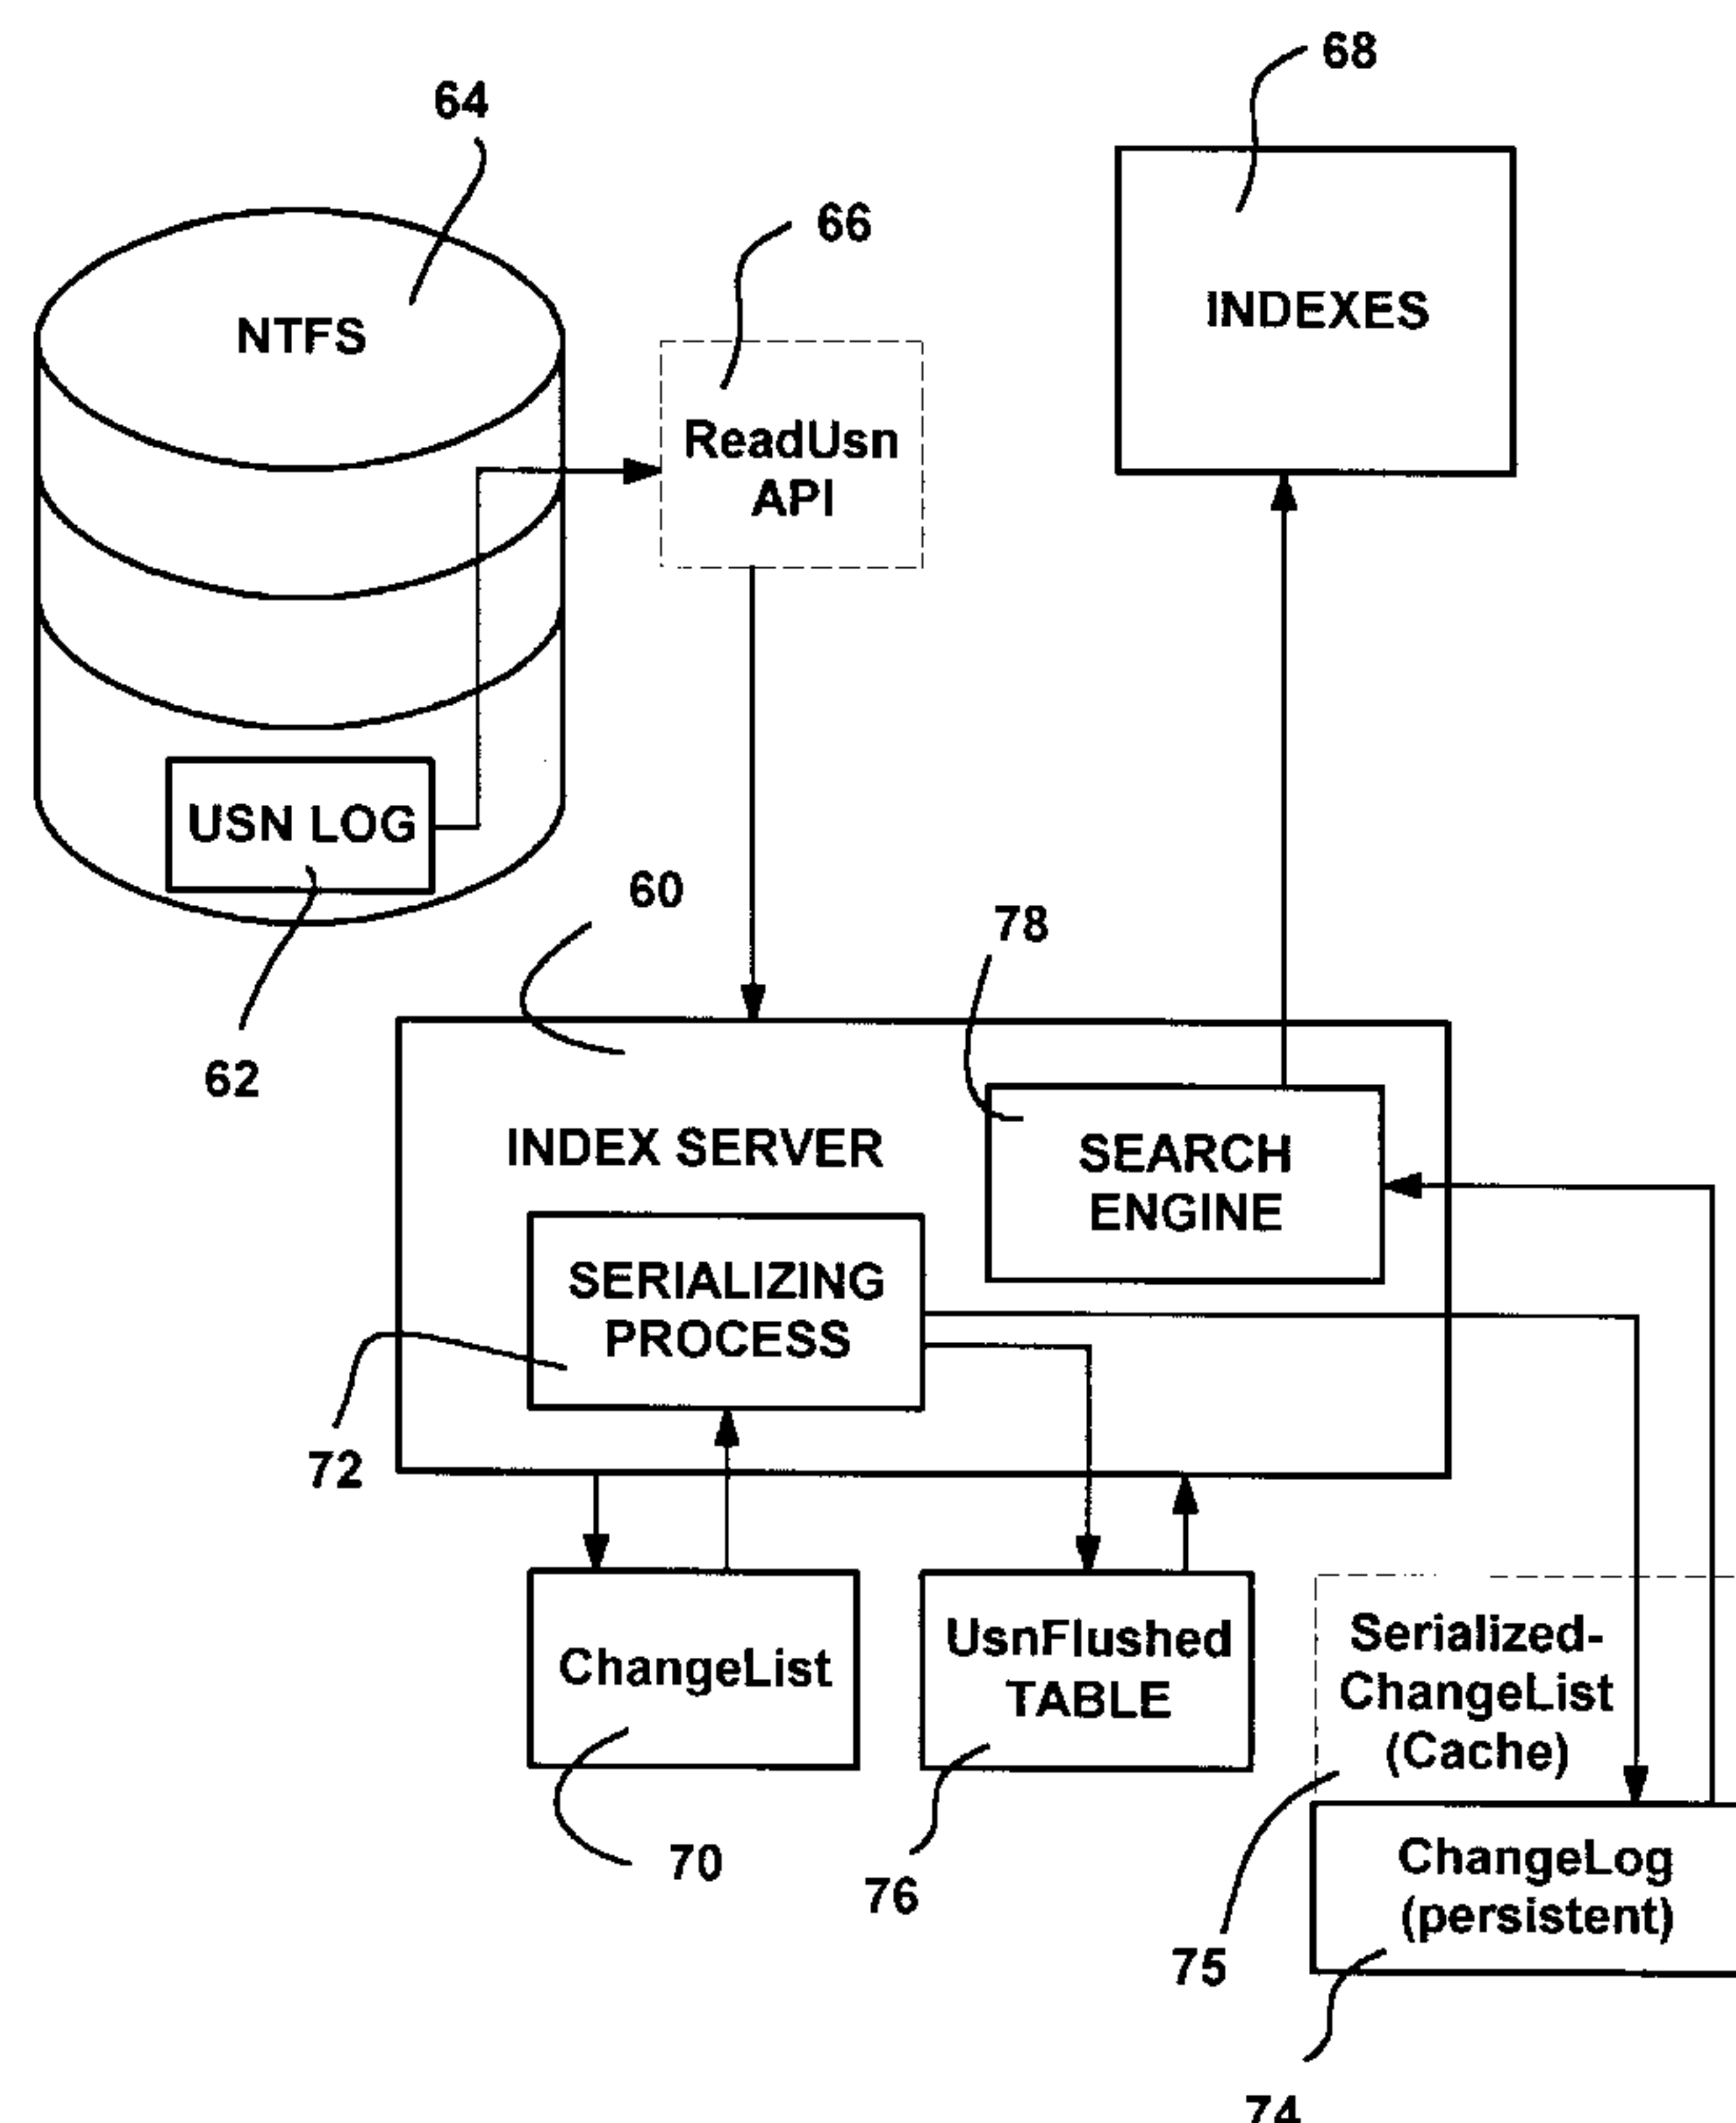 68
64
66
NTFS
INDEXES
ReadUsn
API
USN LOG
60
78
62
INDEX SERVER
SEARCH
ENGINE
SERIALIZING
PROCESS
72
ChangeList
UsnFlushed
TABLE
Serialized-
ChangeList
(Cache)
70
76
ChangeLog
(persistent)
75
74